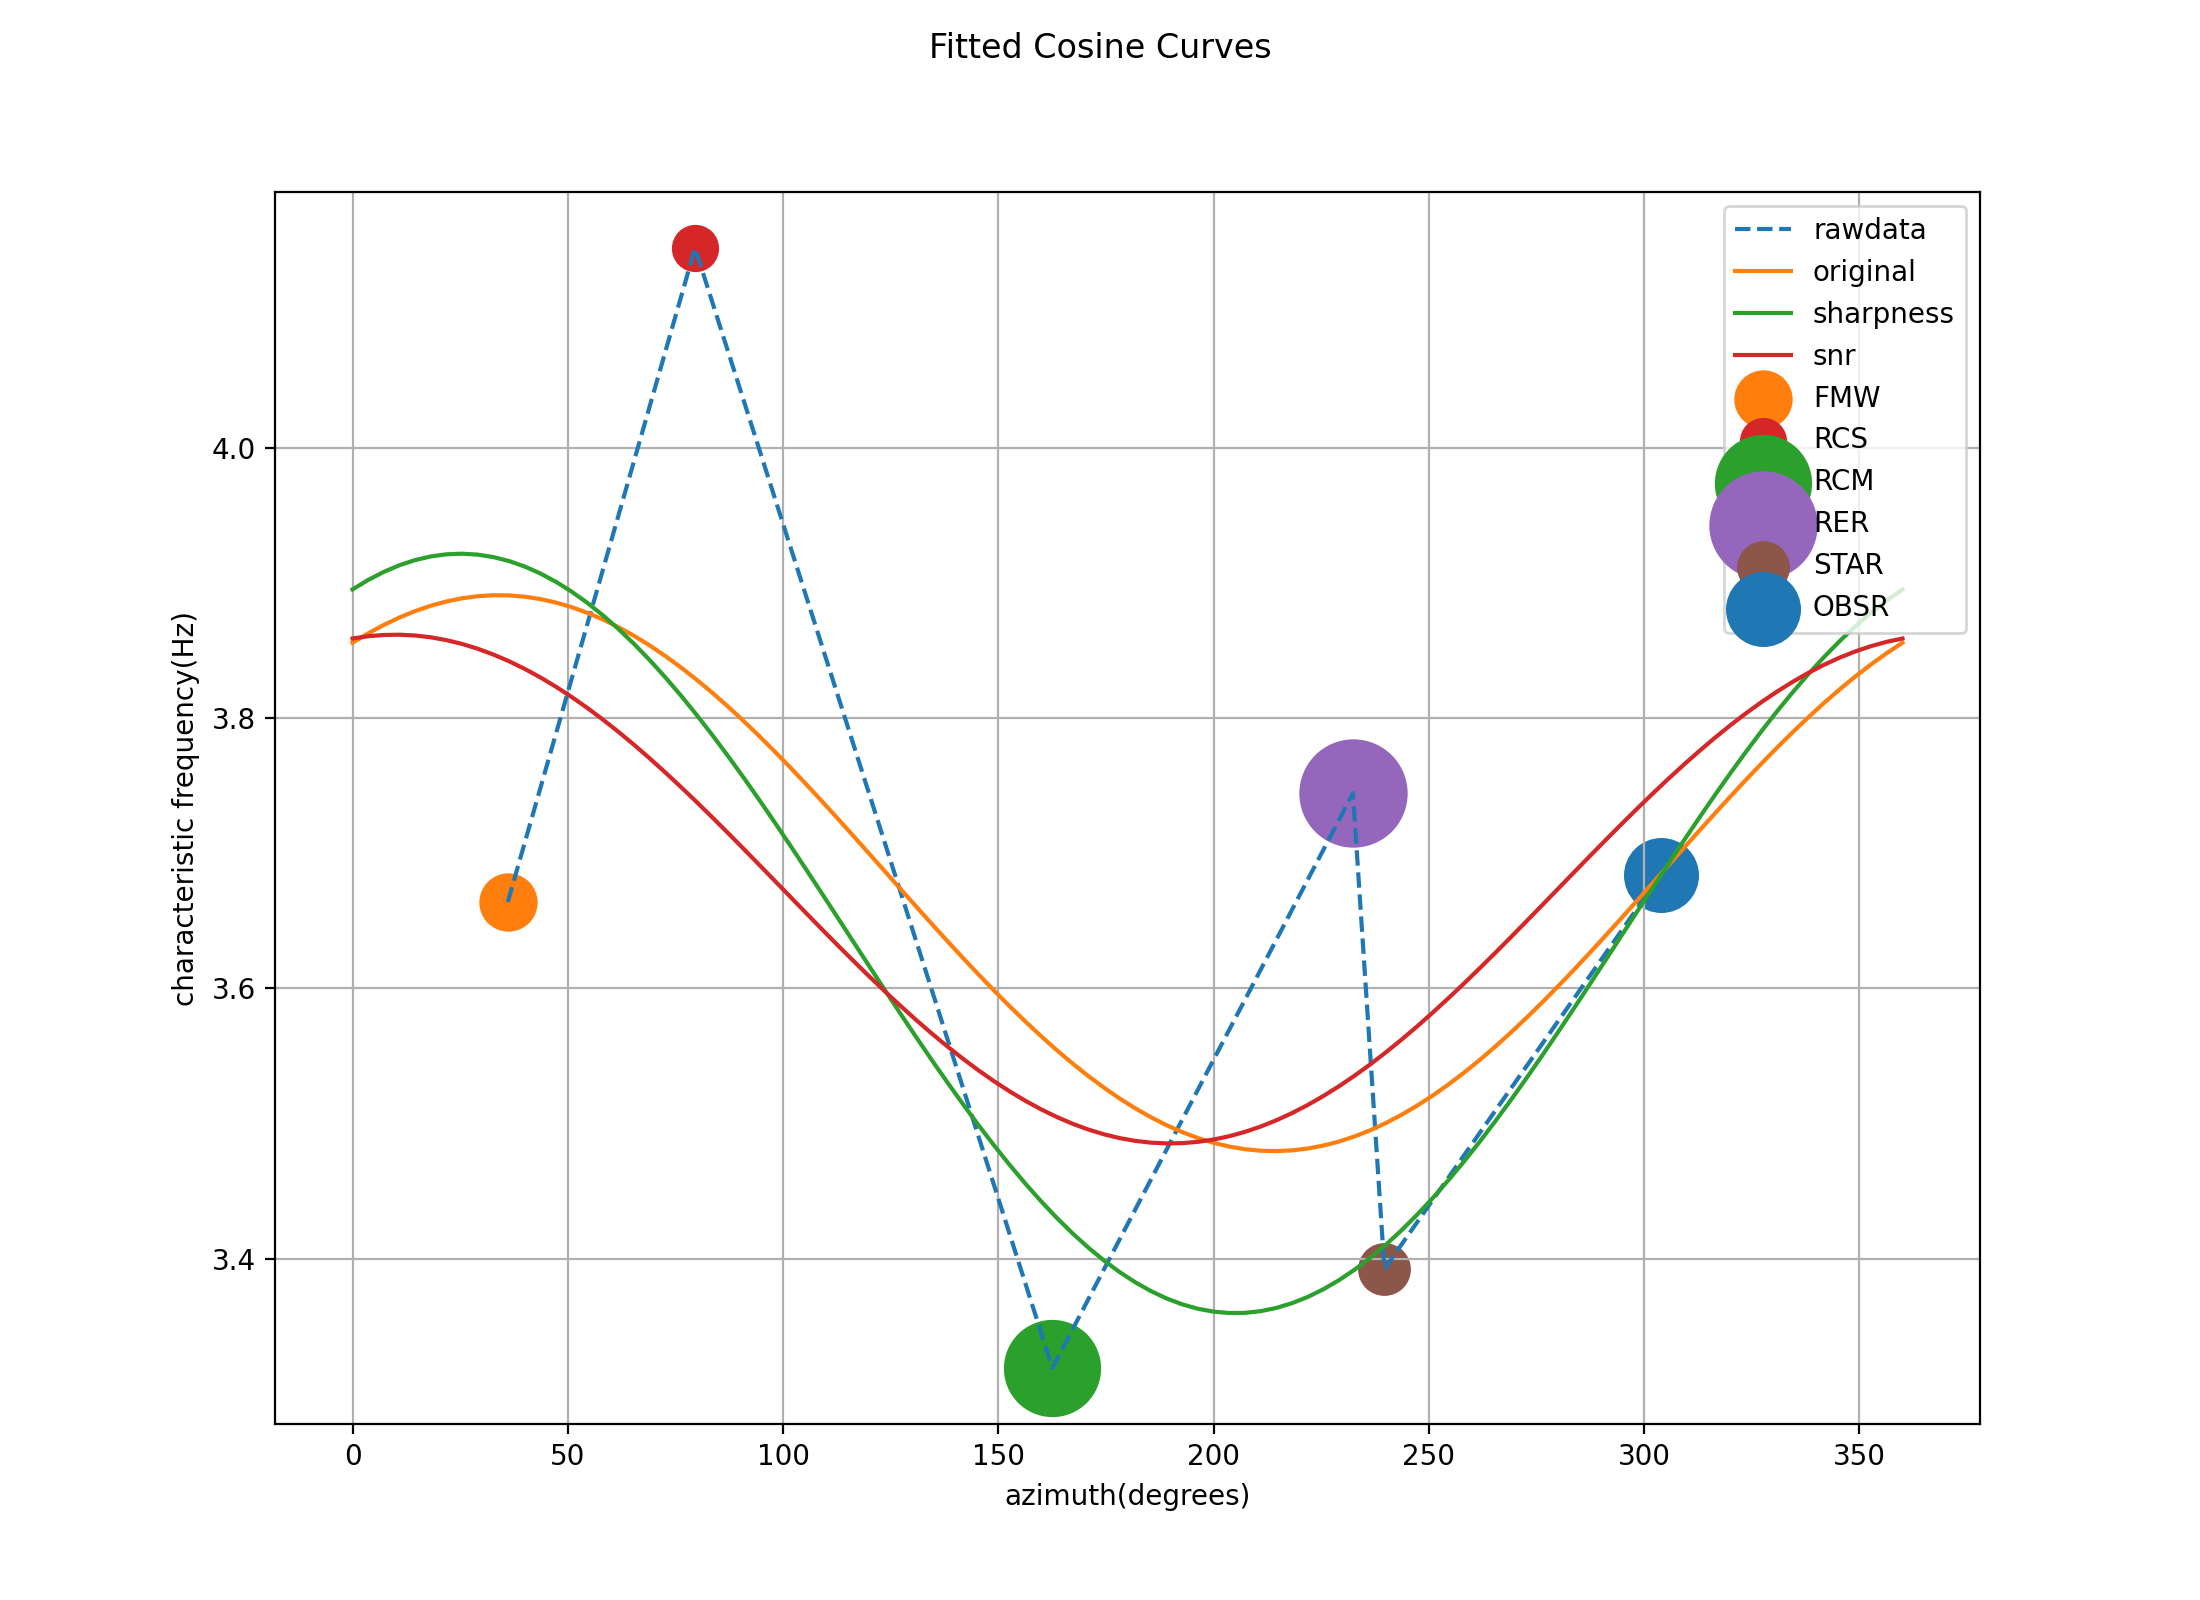 Fitted Cosine Curves
rawdata
original
sharpness
snr
FMW
RCS
RCM
RER
STAR
OBSR
characteristic frequency(Hz)
4.0
3.8
3.6
3.4
0 50 100 150 200 250 300 350
azimuth(degrees)